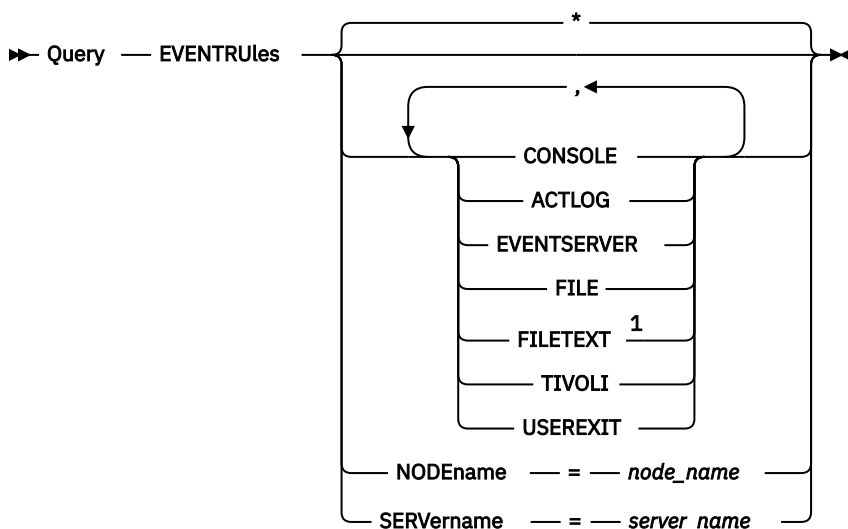 *
Query EVENTRUles
,
CONSOLE
ACTLOG
EVENTSERVER
FILE
FILETEXT 1
TIVOLI
USEREXIT
NODEname = node_name
SERVername = server_name